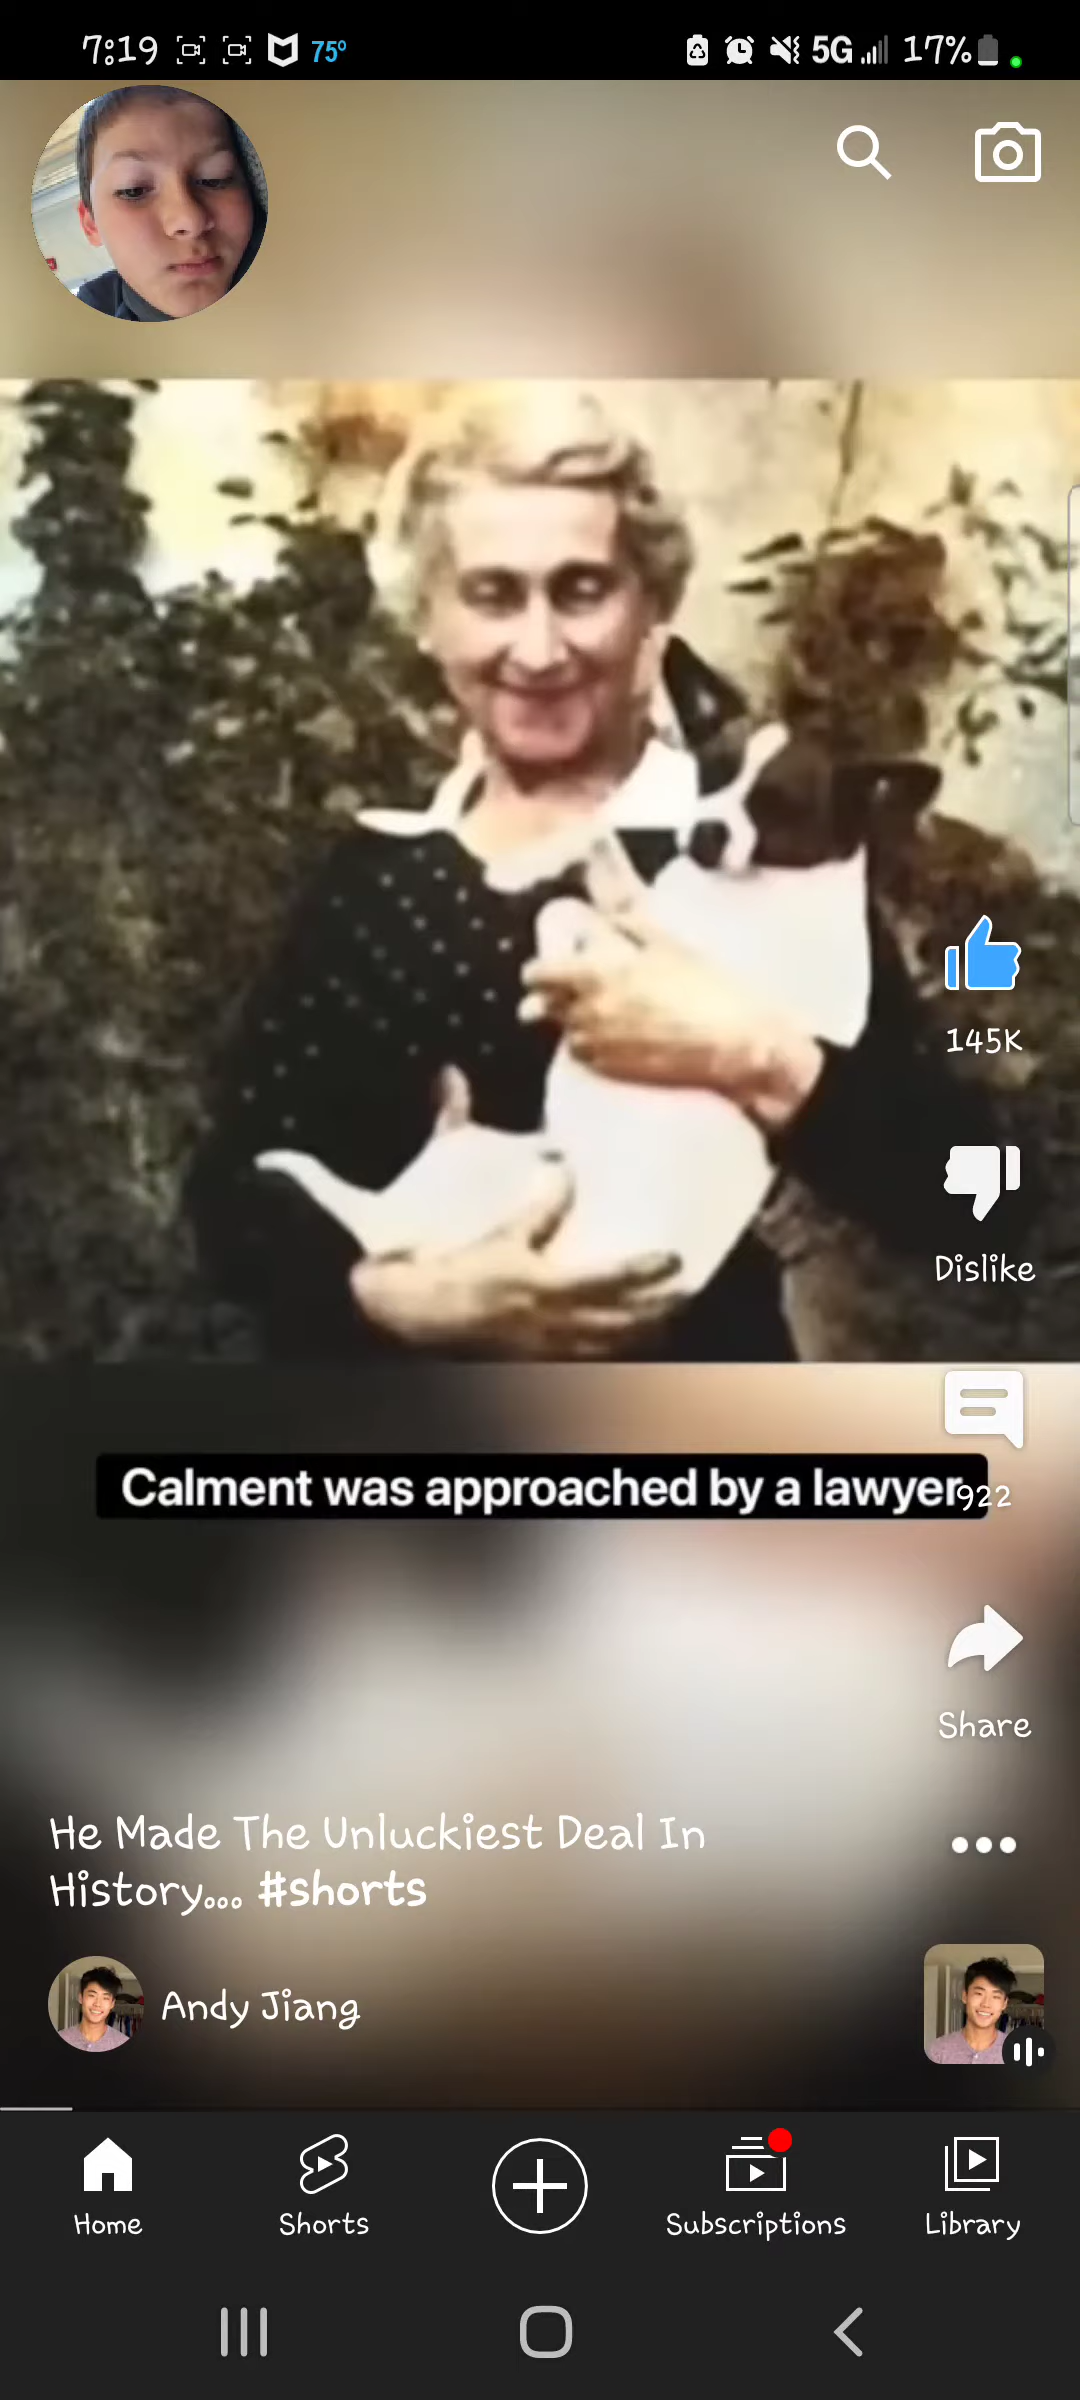 7:19 75° 5G 17%
145K
Dislike
Calment was approached by a lawyer
922
Share
He Made The Unluckiest Deal In
History... #shorts
Andy Jiang
Home Shorts Subscriptions Library